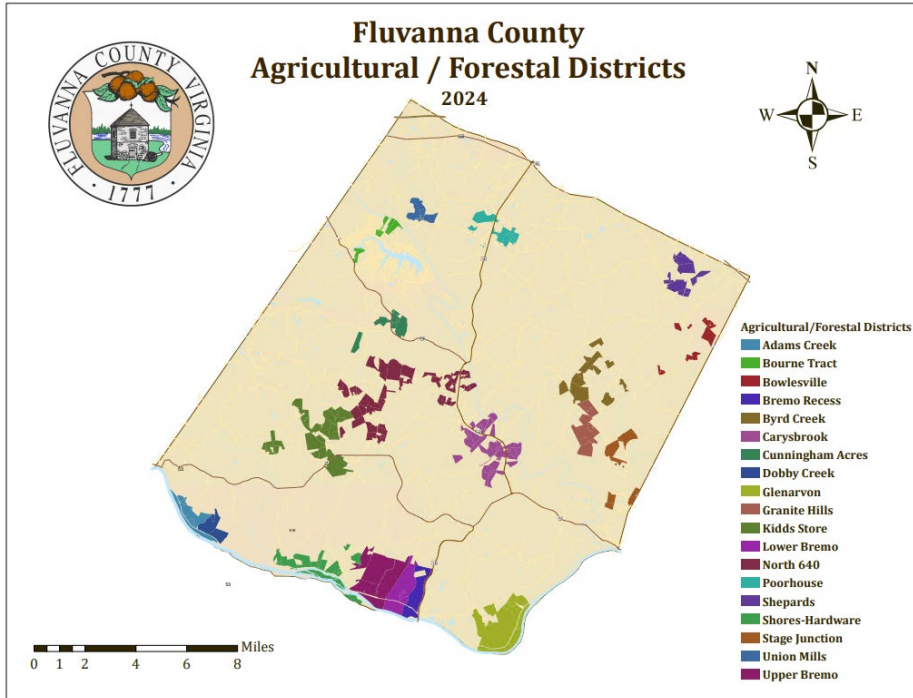 Fluvanna County
Agricultural / Forestal Districts
2024
FLUVANNA COUNTY VIRGINIA
· 1777 ·
N
W
E
S
Agricultural/Forestal Districts
Adams Creek
Bourne Tract
Bowlesville
Bremo Recess
Byrd Creek
Carysbrook
Cunningham Acres
Dobby Creek
Glenarvon
Granite Hills
Kidds Store
Lower Bremo
North 640
Poorhouse
Shepards
Shores-Hardware
Stage Junction
Union Mills
Upper Bremo
Miles
0 1 2 4 6 8